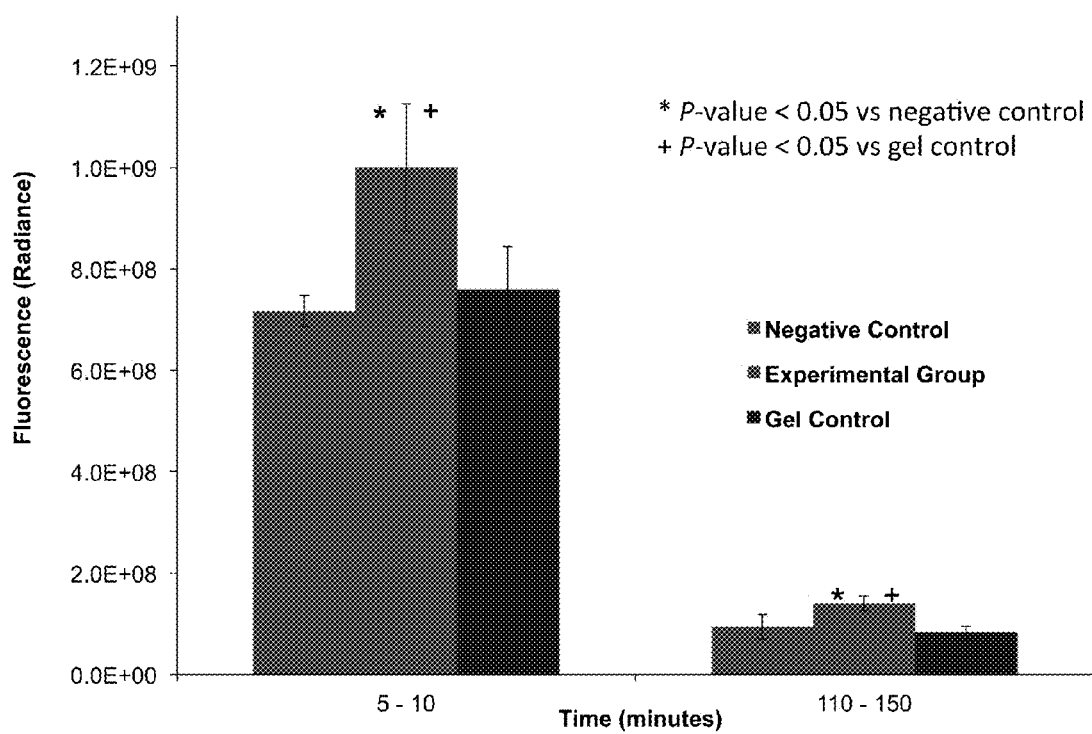 Fluorescence (Radiance)
1.2E+09
1.0E+09
8.0E+08
6.0E+08
4.0E+08
2.0E+08
0.0E+00
* +
* P-value < 0.05 vs negative control
+ P-value < 0.05 vs gel control
Negative Control
Experimental Group
Gel Control
* +
5 - 10
110 - 150
Time (minutes)